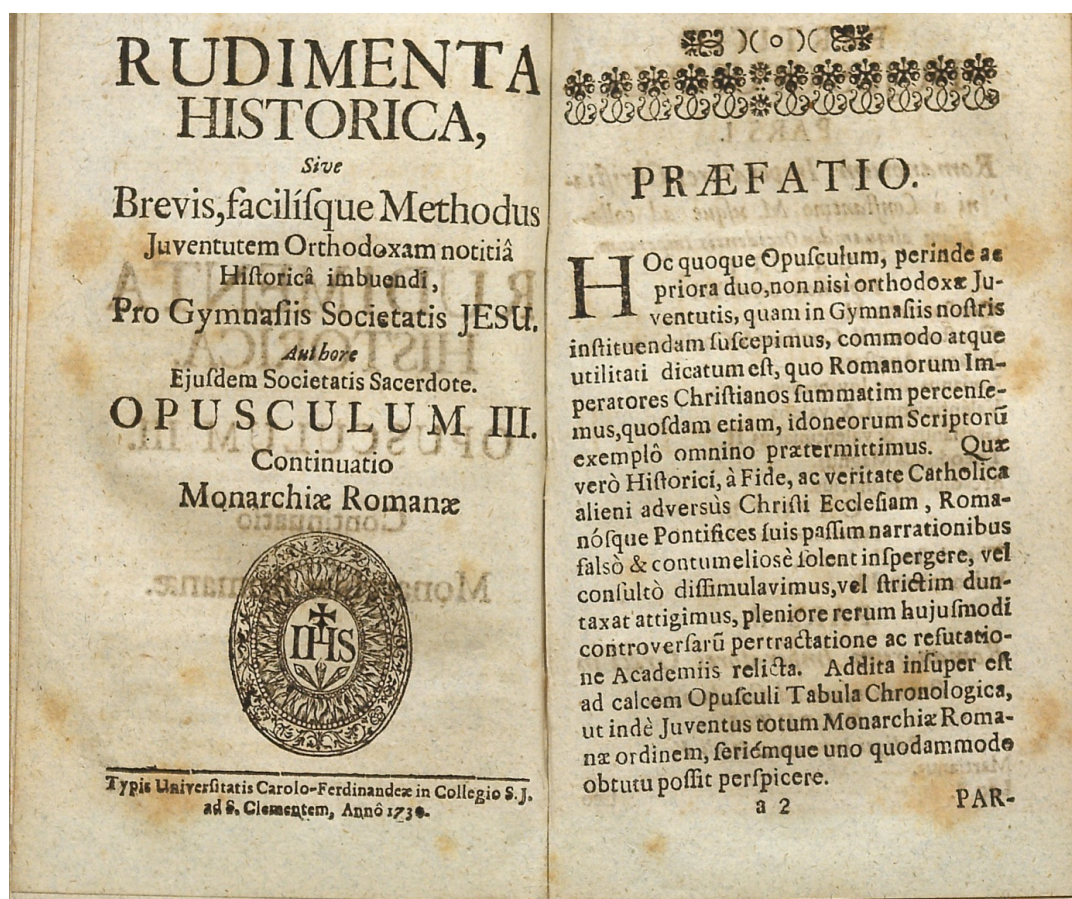 RUDIMENTA
HISTORICA,
Sive
Brevis, facilíſque Methodus
Juventutem Orthodoxam notitiâ
Hiſtoricâ imbuendi,
Pro Gymnaſiis Societatis JESU.
Authore
Ejuſdem Societatis Sacerdote.
OPUSCULUM III.
Continuatio
Monarchiæ Romanæ
IHS
Typis Univerſitatis Carolo-Ferdinandeæ in Collegio S. J.
ad S. Clementem, Annô 1730.
PRÆFATIO.
HOc quoque Opuſculum, perinde ac
priora duo, non niſi orthodoxæ Ju-
ventutis, quam in Gymnaſiis noſtris
inſtituendam ſuſcepimus, commodo atque
utilitati dicatum eſt, quo Romanorum Im-
peratores Chriſtianos ſummatim percenſe-
mus, quoſdam etiam, idoneorum Scriptorũ
exemplô omnino prætermittimus. Quæ
verò Hiſtorici, à Fide, ac veritate Catholica
alieni adversùs Chriſti Eccleſiam, Roma-
nóſque Pontifices ſuis paſſim narrationibus
falsò & contumeliosè ſolent inſpergere, vel
conſultò diſſimulavimus, vel ſtrictim dun-
taxat attigimus, pleniore rerum hujuſmodi
controverſarũ pertractatione ac refutatio-
ne Academiis relicta. Addita inſuper eſt
ad calcem Opuſculi Tabula Chronologica,
ut indè Juventus totum Monarchiæ Roma-
næ ordinem, ſeriémque uno quodammodo
obtutu poſſit perſpicere.
a 2
PAR-